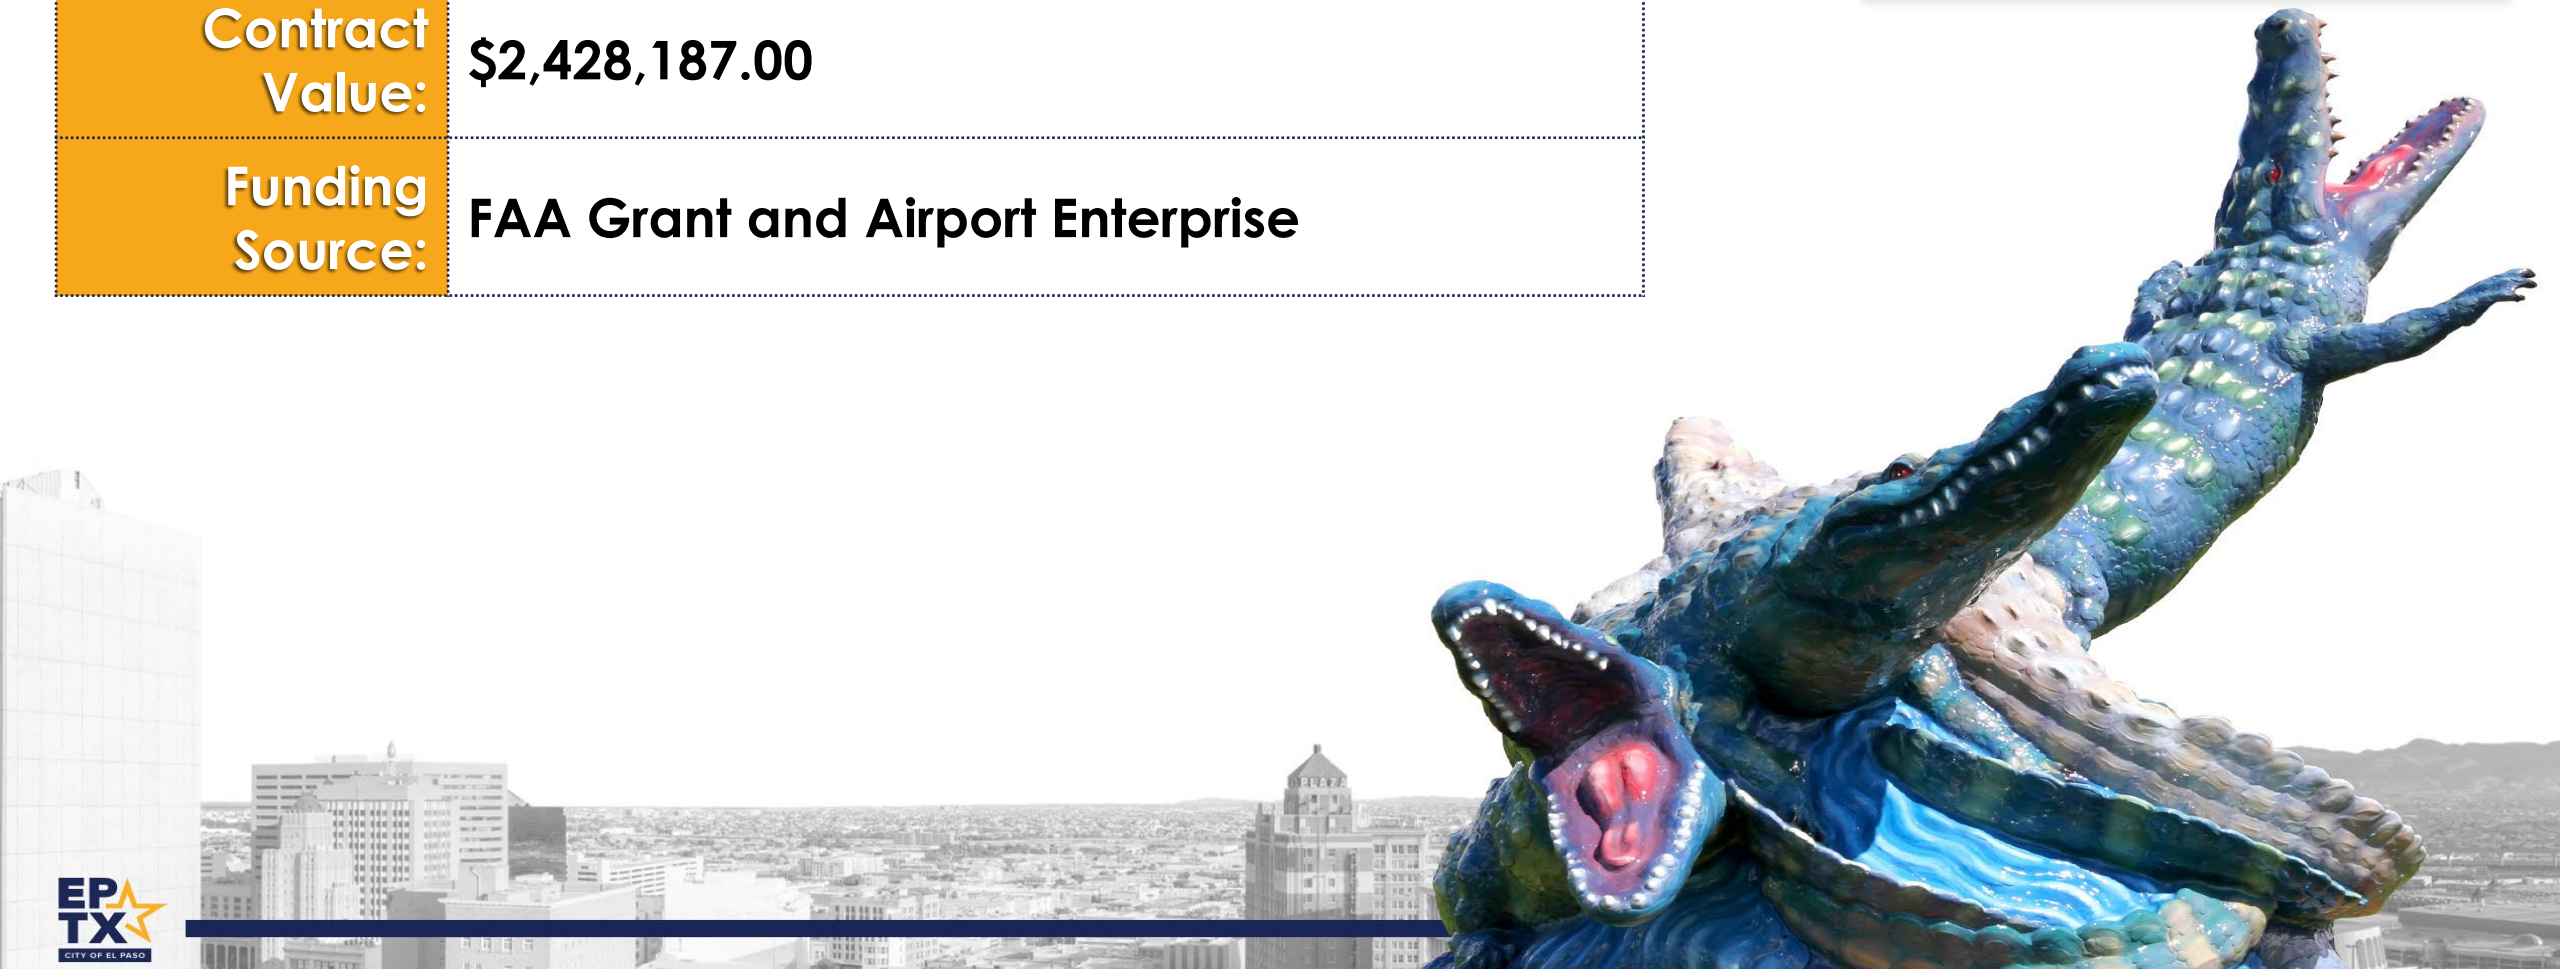 Contract
Value:
$2,428,187.00
Funding
Source:
FAA Grant and Airport Enterprise
PLAZA
EP
TX
CITY OF EL PASO